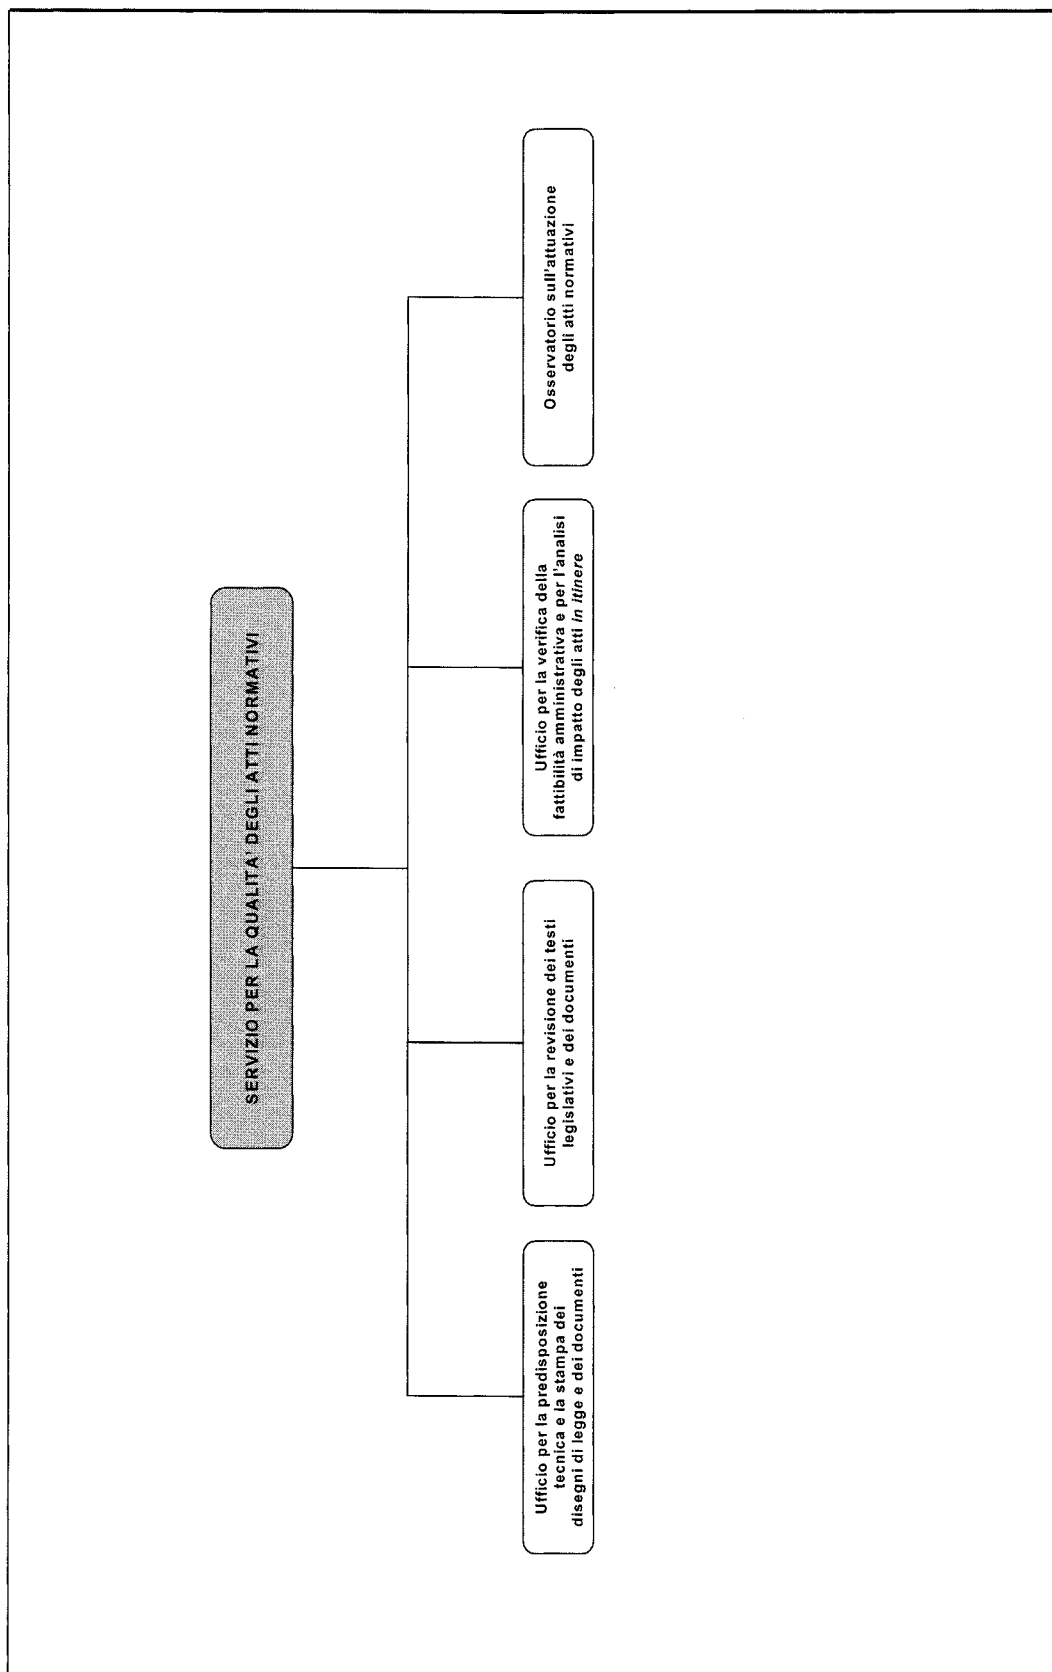 SERVIZIO PER LA QUALITA' DEGLI ATTI NORMATIVI
Ufficio per la predisposizione
tecnica e la stampa dei
disegni di legge e dei documenti
Ufficio per la revisione dei testi
legislativi e dei documenti
Ufficio per la verifica della
fattibilità amministrativa e per l'analisi
di impatto degli atti in itinere
Osservatorio sull'attuazione
degli atti normativi